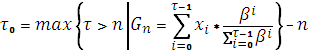 τ₀ = max{τ > n | Gₙ = ∑_{i=0}^{τ-1} xᵢ * βⁱ / ∑_{i=0}^{τ-1} βⁱ} - n